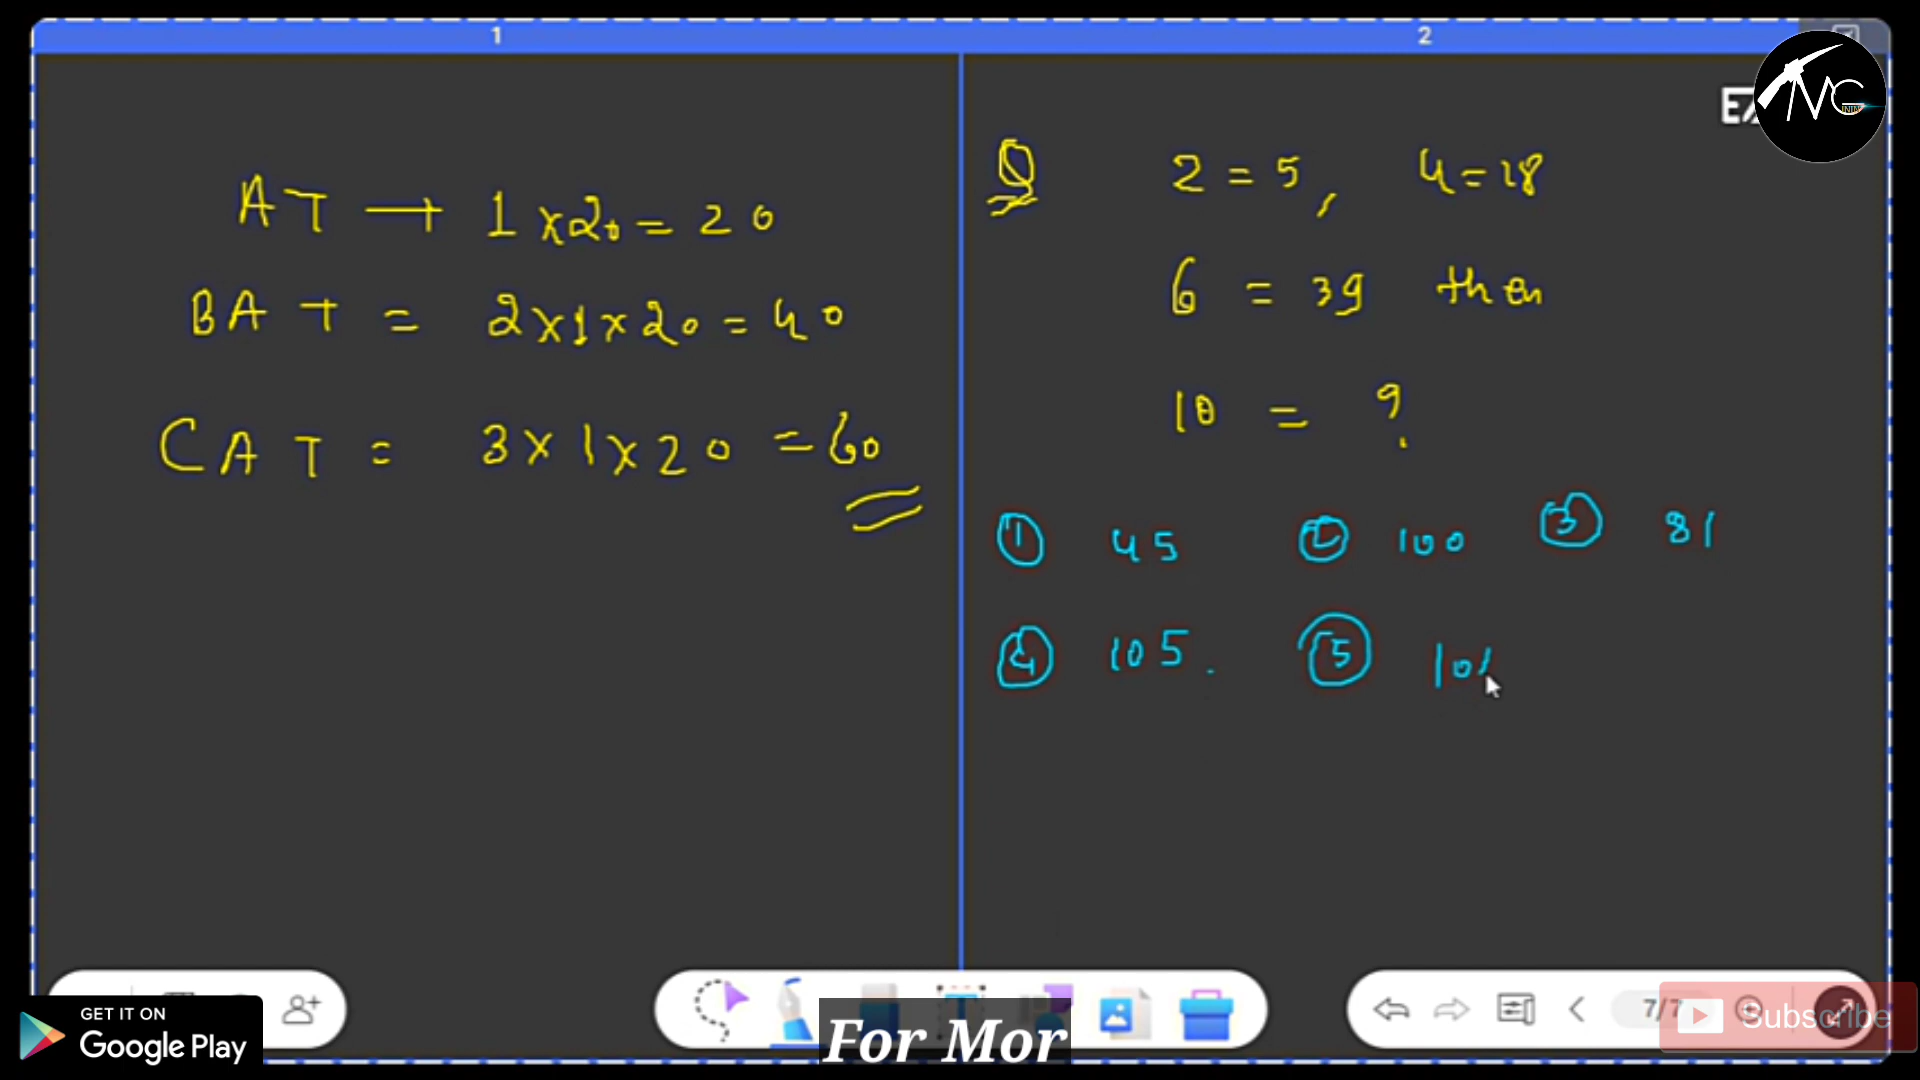 1
2
AT → 1 x 20 = 20
BAT = 2 x 1 x 20 = 40
CAT = 3 x 1 x 20 = 60
Q 2 = 5, 4 = 18
6 = 39 then
10 = ?
① 45 ② 100 ③ 81
④ 105. ⑤ 101
MG
GET IT ON
Google Play
For Mor
7/7
Subscribe